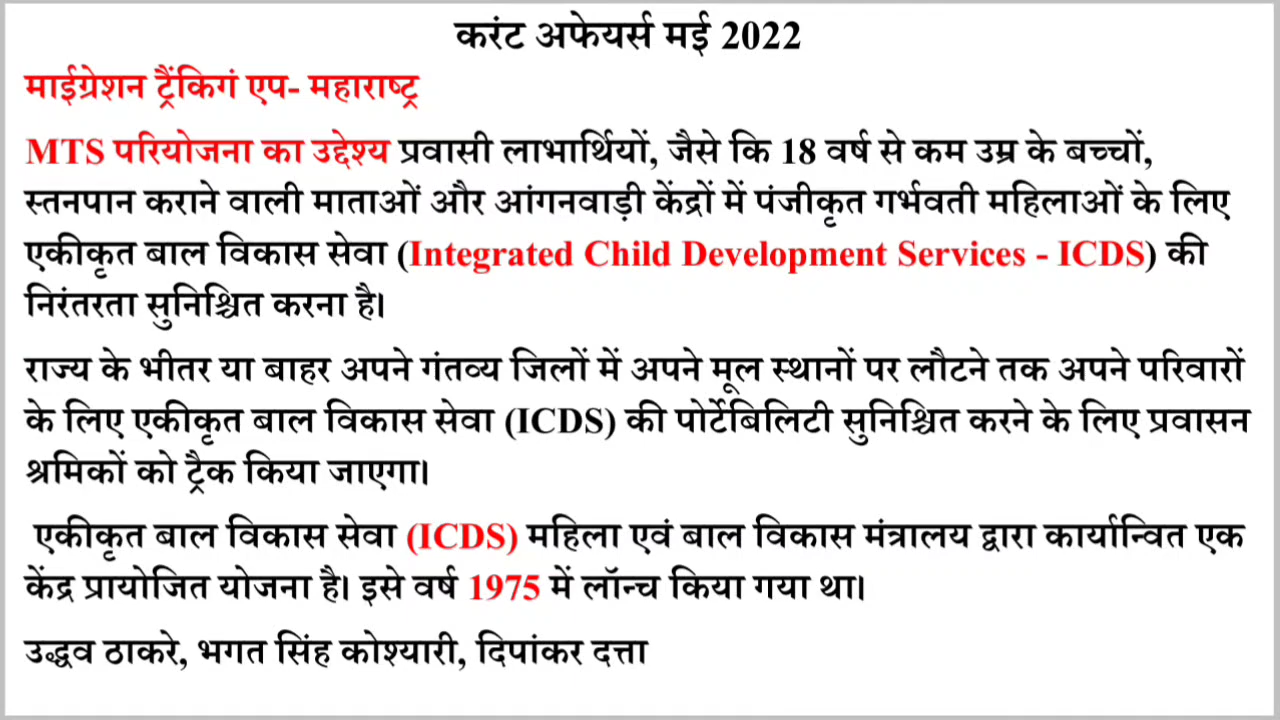 करंट अफेयर्स मई 2022
माईग्रेशन ट्रैंकिगं एप- महाराष्ट्र
MTS परियोजना का उद्देश्य प्रवासी लाभार्थियों, जैसे कि 18 वर्ष से कम उम्र के बच्चों,
स्तनपान कराने वाली माताओं और आंगनवाड़ी केंद्रों में पंजीकृत गर्भवती महिलाओं के लिए
एकीकृत बाल विकास सेवा (Integrated Child Development Services - ICDS) की
निरंतरता सुनिश्चित करना है।
राज्य के भीतर या बाहर अपने गंतव्य जिलों में अपने मूल स्थानों पर लौटने तक अपने परिवारों
के लिए एकीकृत बाल विकास सेवा (ICDS) की पोर्टेबिलिटी सुनिश्चित करने के लिए प्रवासन
श्रमिकों को ट्रैक किया जाएगा।
एकीकृत बाल विकास सेवा (ICDS) महिला एवं बाल विकास मंत्रालय द्वारा कार्यान्वित एक
केंद्र प्रायोजित योजना है। इसे वर्ष 1975 में लॉन्च किया गया था।
उद्धव ठाकरे, भगत सिंह कोश्यारी, दिपांकर दत्ता